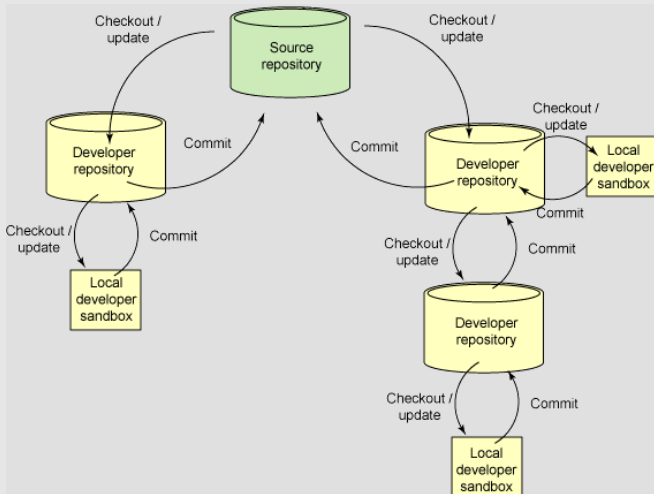 Checkout /
update
Source
repository
Checkout /
update
Developer
repository
Commit
Commit
Developer
repository
Checkout /
update
Local
developer
sandbox
Commit
Checkout /
update
Commit
Local
developer
sandbox
Checkout /
update
Commit
Developer
repository
Checkout /
update
Commit
Local
developer
sandbox